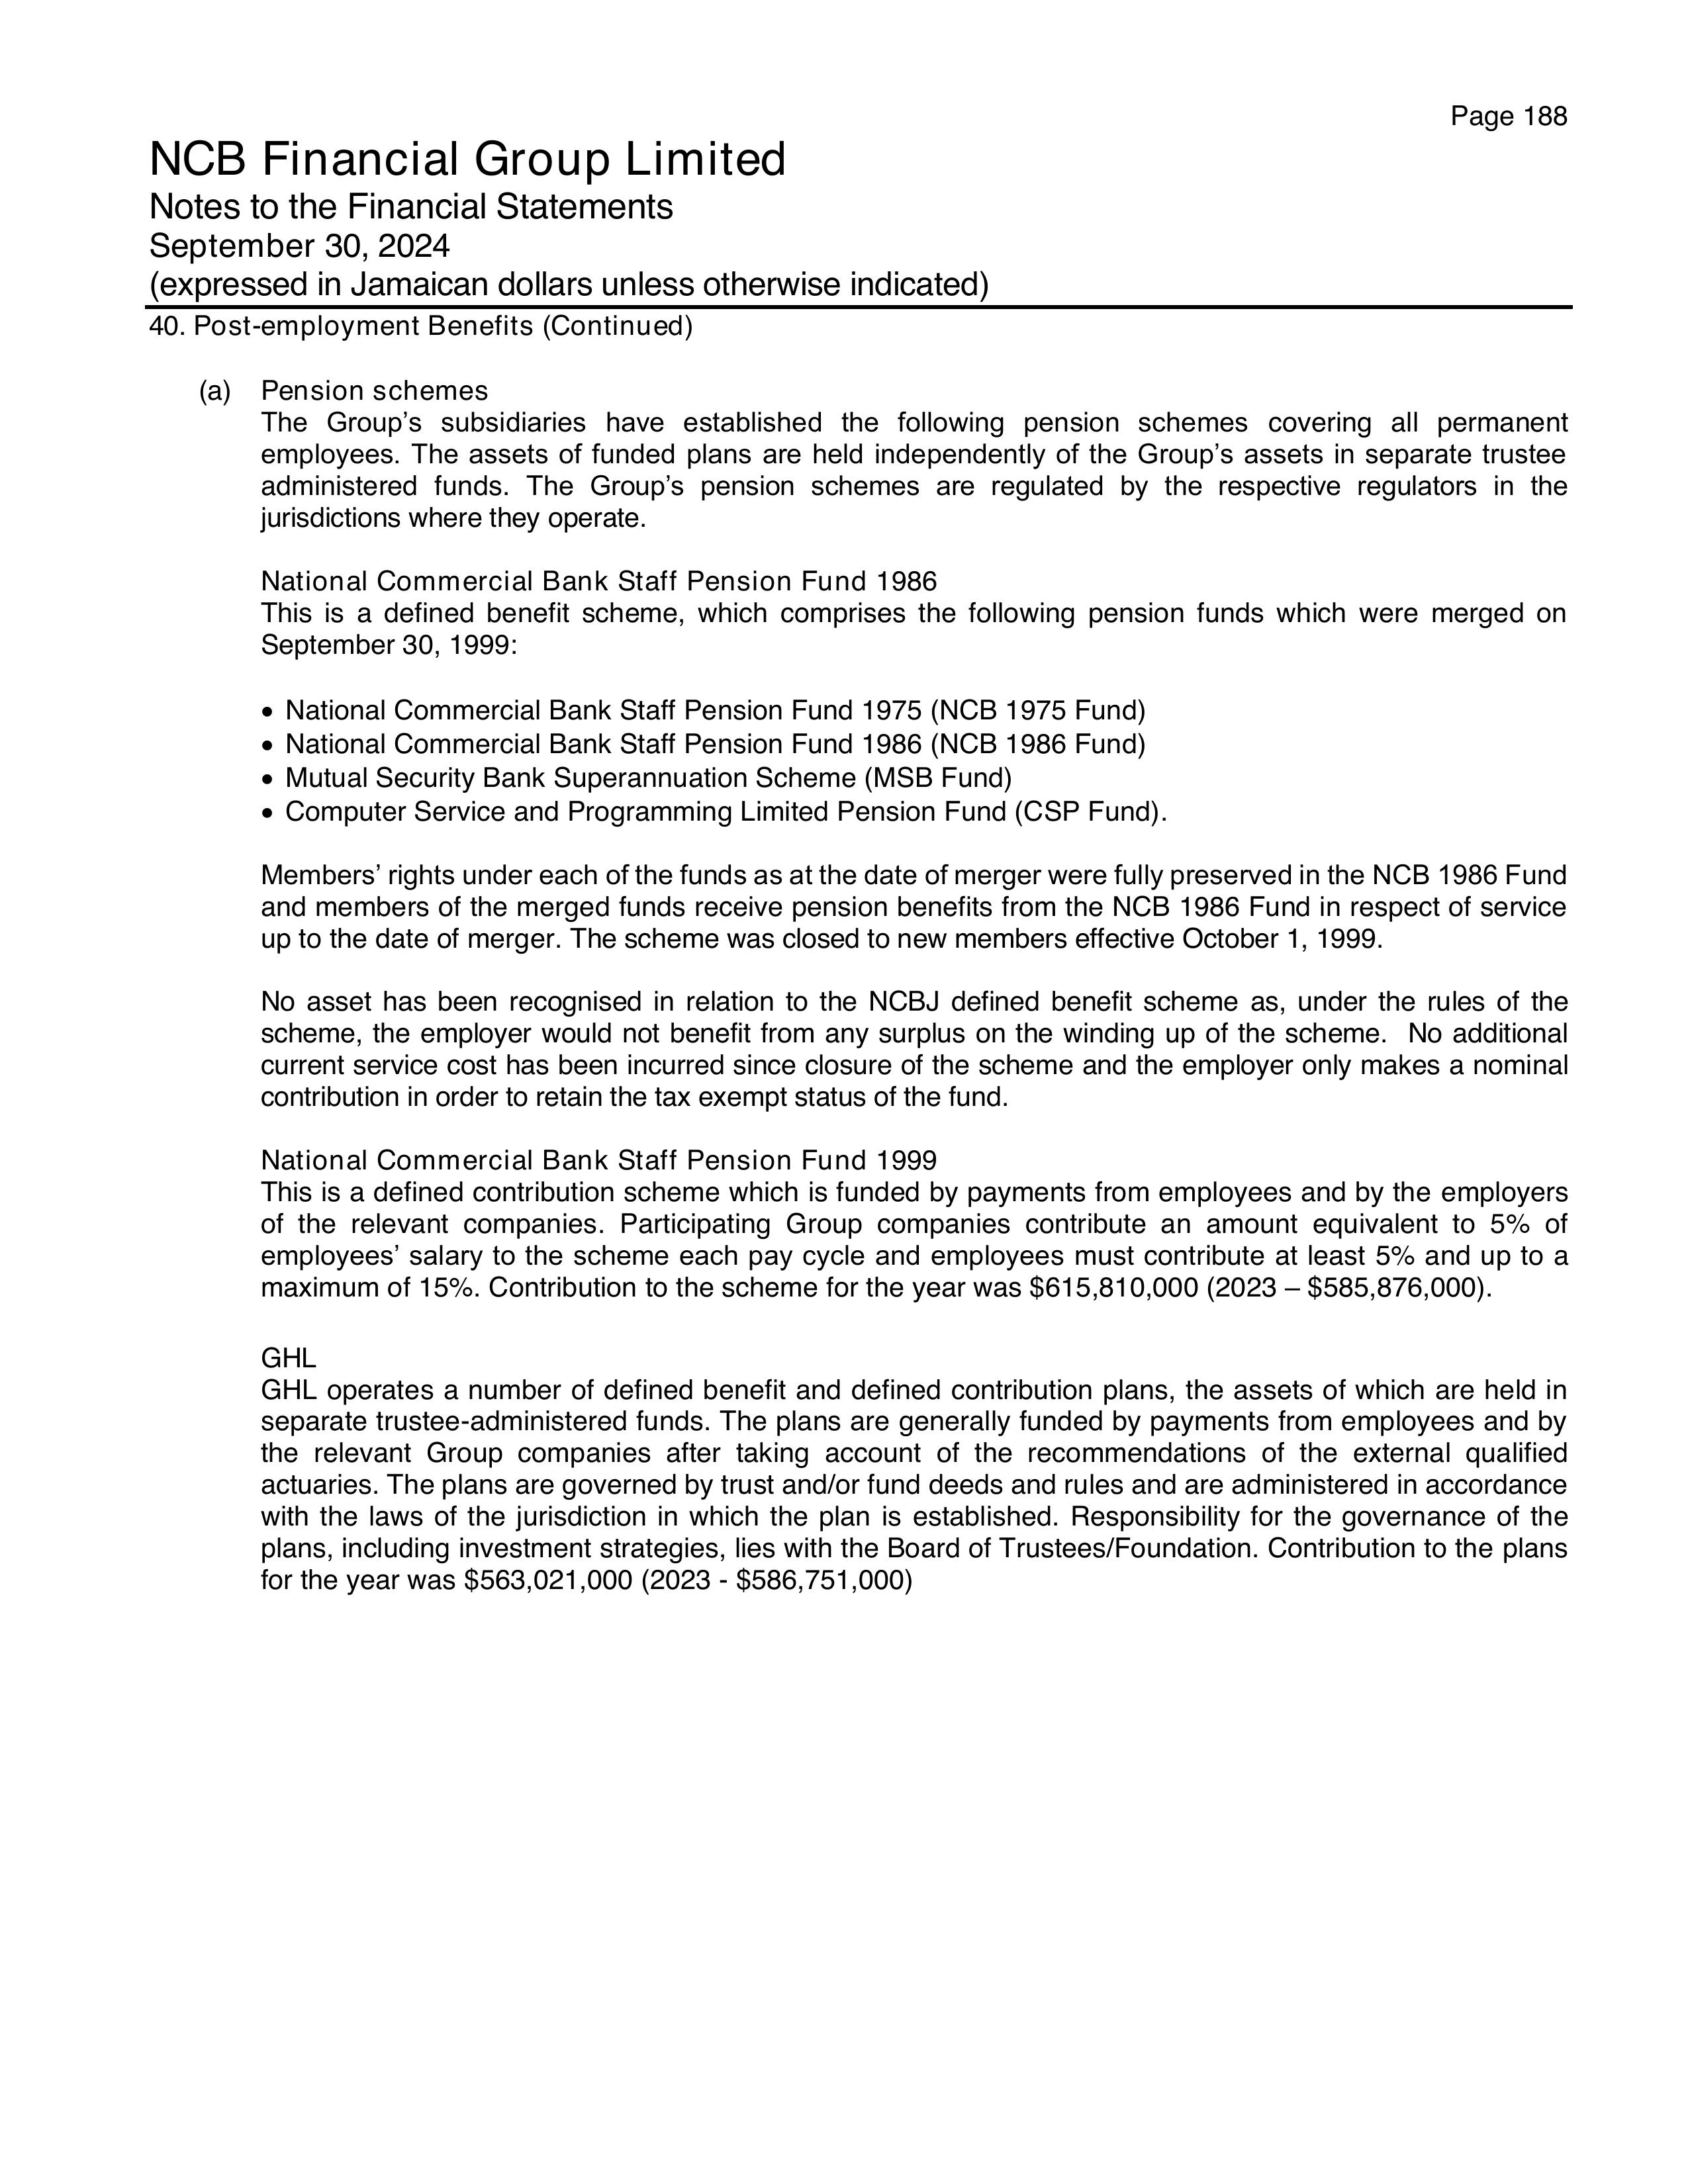 Page 188
NCB Financial Group Limited
Notes to the Financial Statements
September 30, 2024
(expressed in Jamaican dollars unless otherwise indicated)
40. Post-employment Benefits (Continued)
(a) Pension schemes
The Group’s subsidiaries have established the following pension schemes covering all permanent
employees. The assets of funded plans are held independently of the Group’s assets in separate trustee
administered funds. The Group’s pension schemes are regulated by the respective regulators in the
jurisdictions where they operate.
National Commercial Bank Staff Pension Fund 1986
This is a defined benefit scheme, which comprises the following pension funds which were merged on
September 30, 1999:
• National Commercial Bank Staff Pension Fund 1975 (NCB 1975 Fund)
• National Commercial Bank Staff Pension Fund 1986 (NCB 1986 Fund)
• Mutual Security Bank Superannuation Scheme (MSB Fund)
• Computer Service and Programming Limited Pension Fund (CSP Fund).
Members’ rights under each of the funds as at the date of merger were fully preserved in the NCB 1986 Fund
and members of the merged funds receive pension benefits from the NCB 1986 Fund in respect of service
up to the date of merger. The scheme was closed to new members effective October 1, 1999.
No asset has been recognised in relation to the NCBJ defined benefit scheme as, under the rules of the
scheme, the employer would not benefit from any surplus on the winding up of the scheme. No additional
current service cost has been incurred since closure of the scheme and the employer only makes a nominal
contribution in order to retain the tax exempt status of the fund.
National Commercial Bank Staff Pension Fund 1999
This is a defined contribution scheme which is funded by payments from employees and by the employers
of the relevant companies. Participating Group companies contribute an amount equivalent to 5% of
employees’ salary to the scheme each pay cycle and employees must contribute at least 5% and up to a
maximum of 15%. Contribution to the scheme for the year was $615,810,000 (2023 – $585,876,000).
GHL
GHL operates a number of defined benefit and defined contribution plans, the assets of which are held in
separate trustee-administered funds. The plans are generally funded by payments from employees and by
the relevant Group companies after taking account of the recommendations of the external qualified
actuaries. The plans are governed by trust and/or fund deeds and rules and are administered in accordance
with the laws of the jurisdiction in which the plan is established. Responsibility for the governance of the
plans, including investment strategies, lies with the Board of Trustees/Foundation. Contribution to the plans
for the year was $563,021,000 (2023 - $586,751,000)